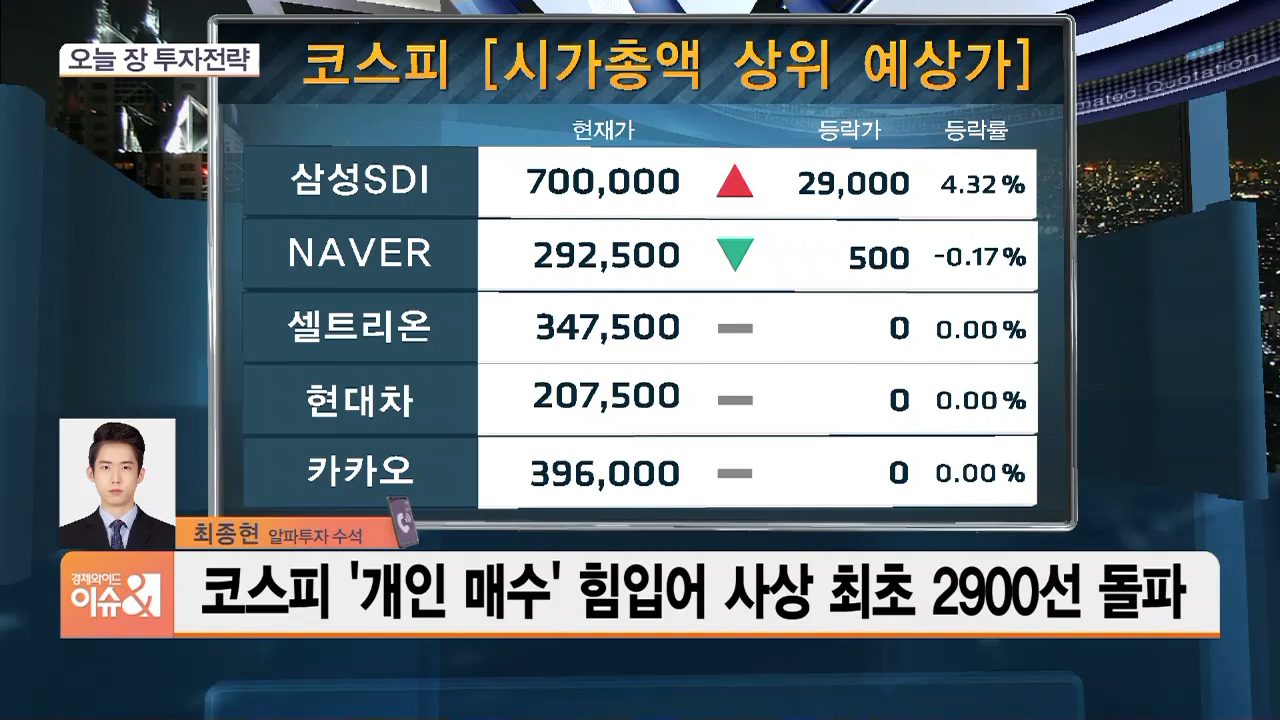 오늘 장 투자전략
코스피 [시가총액 상위 예상가]
현재가 등락가 등락률
삼성SDI 700,000 ▲ 29,000 4.32%
NAVER 292,500 ▼ 500 -0.17%
셀트리온 347,500 0 0.00%
현대차 207,500 0 0.00%
카카오 396,000 0 0.00%
mated Quotation
최종현 알파투자 수석
경제와이드
이슈&
코스피 '개인 매수' 힘입어 사상 최초 2900선 돌파